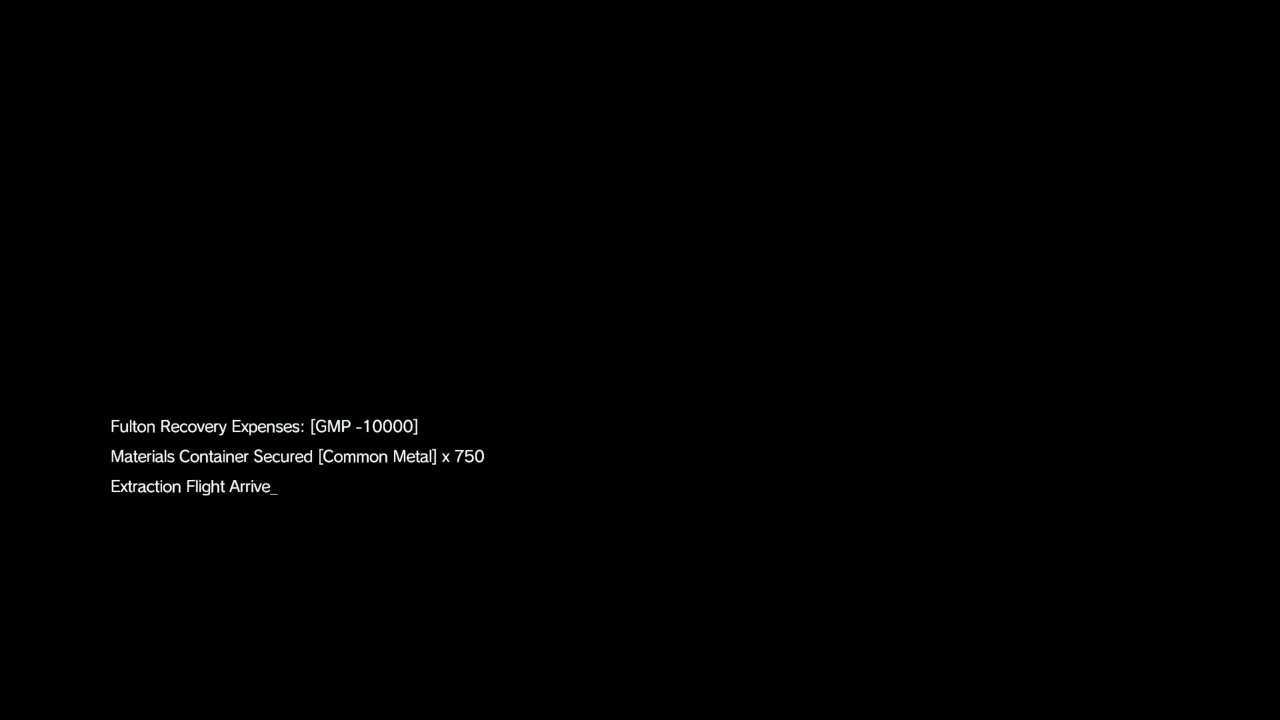 Fulton Recovery Expenses: [GMP -10000]
Materials Container Secured [Common Metal] x 750
Extraction Flight Arrive_